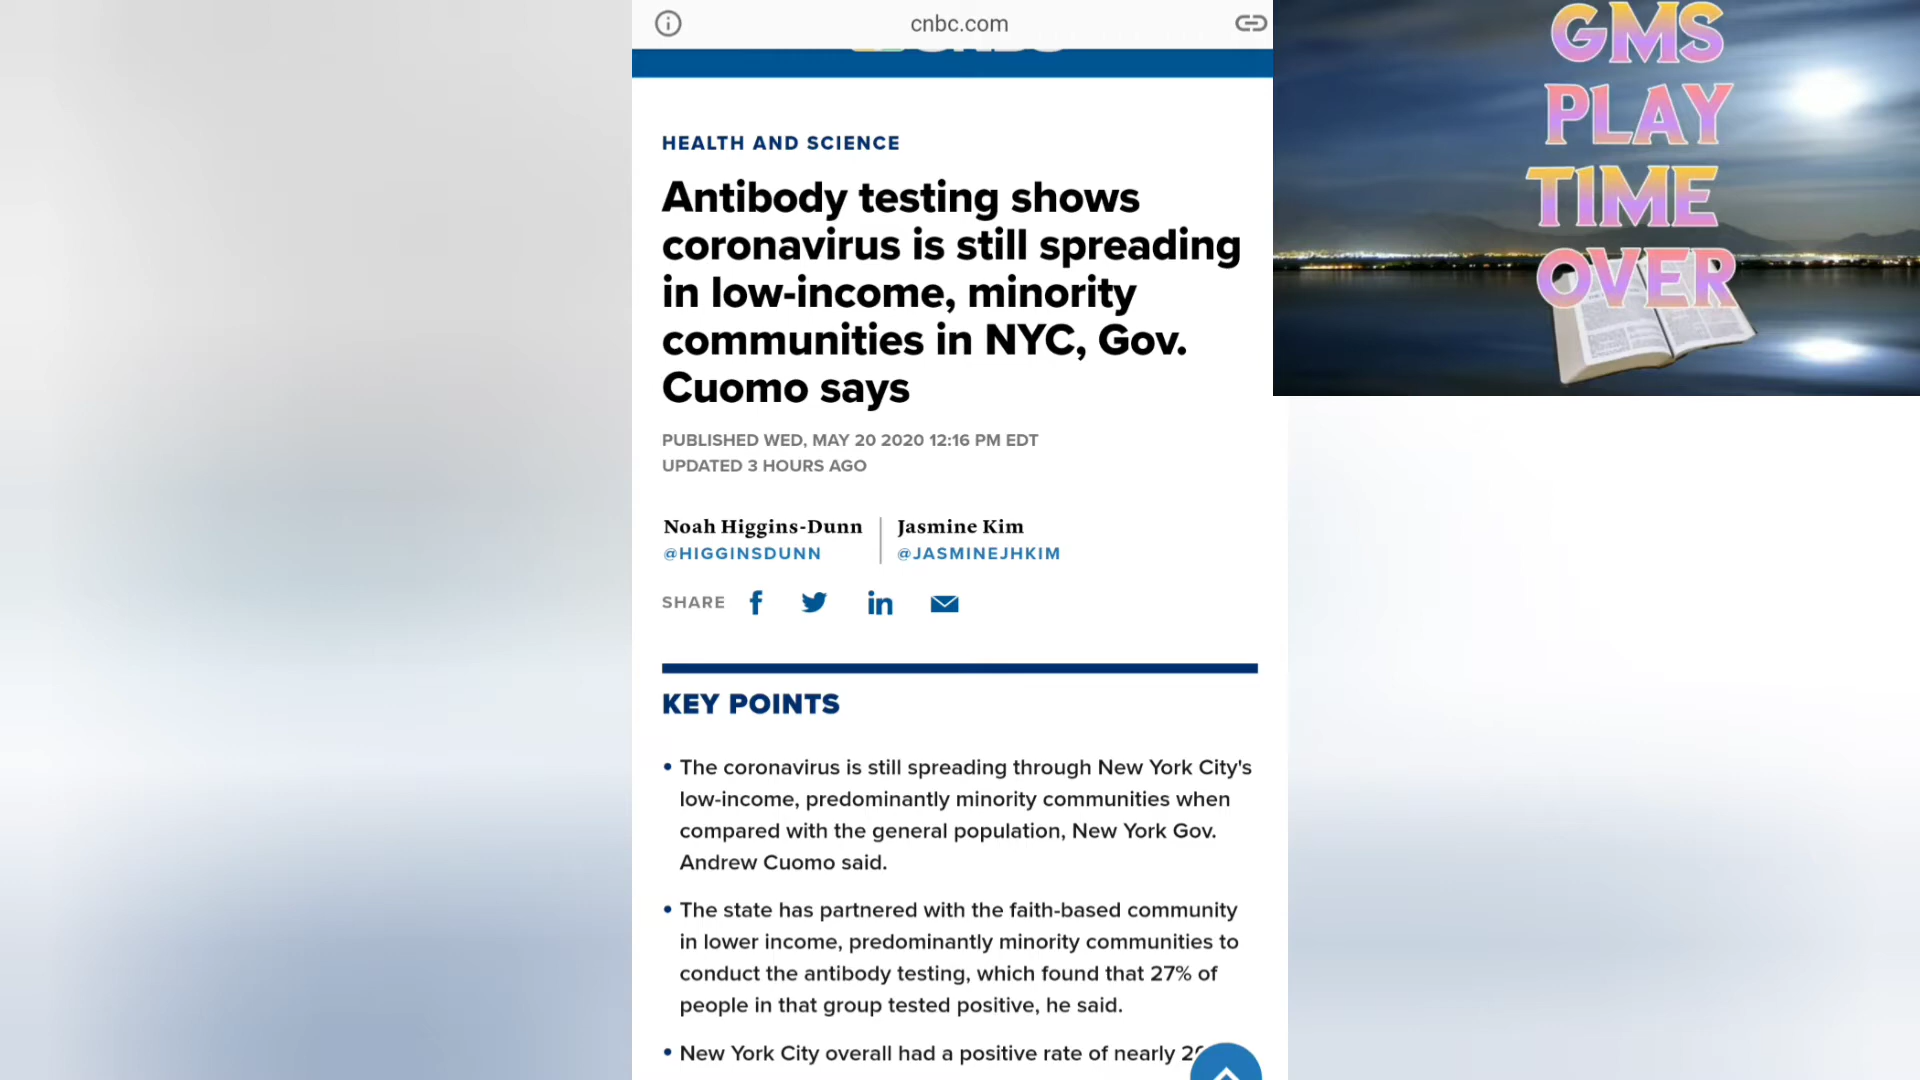 cnbc.com
HEALTH AND SCIENCE
Antibody testing shows
coronavirus is still spreading
in low-income, minority
communities in NYC, Gov.
Cuomo says
PUBLISHED WED, MAY 20 2020 12:16 PM EDT
UPDATED 3 HOURS AGO
Noah Higgins-Dunn
@HIGGINSDUNN
Jasmine Kim
@JASMINEJHKIM
SHARE
KEY POINTS
• The coronavirus is still spreading through New York City's
low-income, predominantly minority communities when
compared with the general population, New York Gov.
Andrew Cuomo said.
• The state has partnered with the faith-based community
in lower income, predominantly minority communities to
conduct the antibody testing, which found that 27% of
people in that group tested positive, he said.
• New York City overall had a positive rate of nearly
GMS
PLAY
TIME
OVER